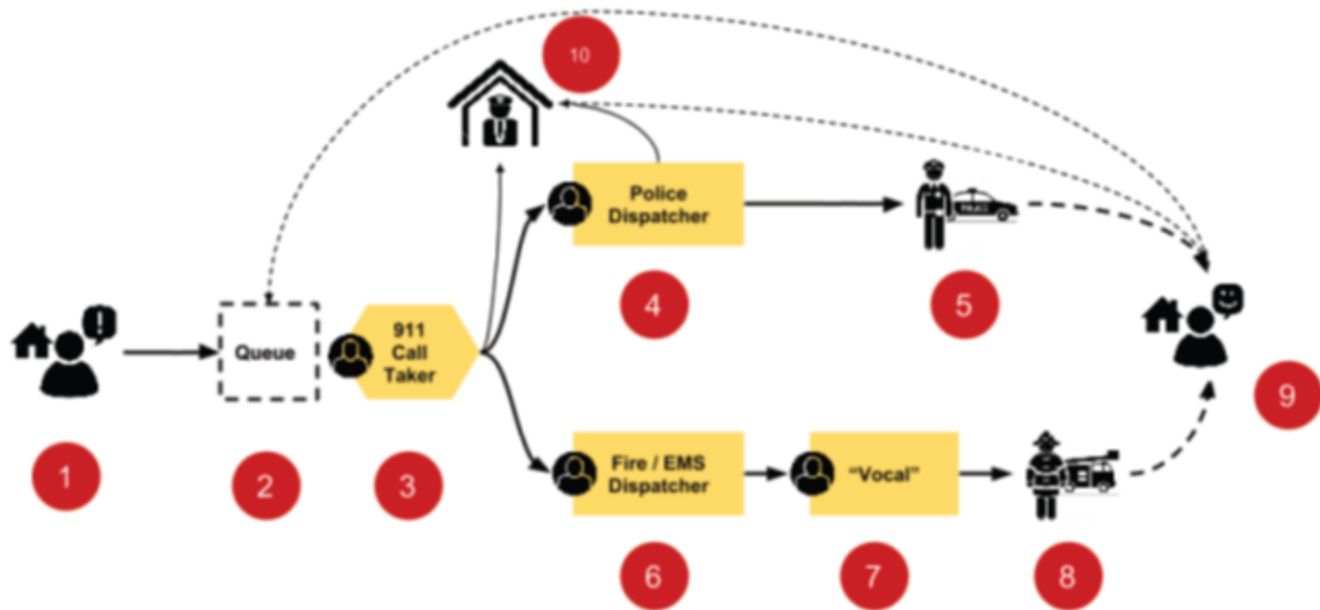 10
Police
Dispatcher
4
5
!
Queue
911
Call
Taker
1
2
3
9
Fire / EMS
Dispatcher
“Vocal”
6
7
8